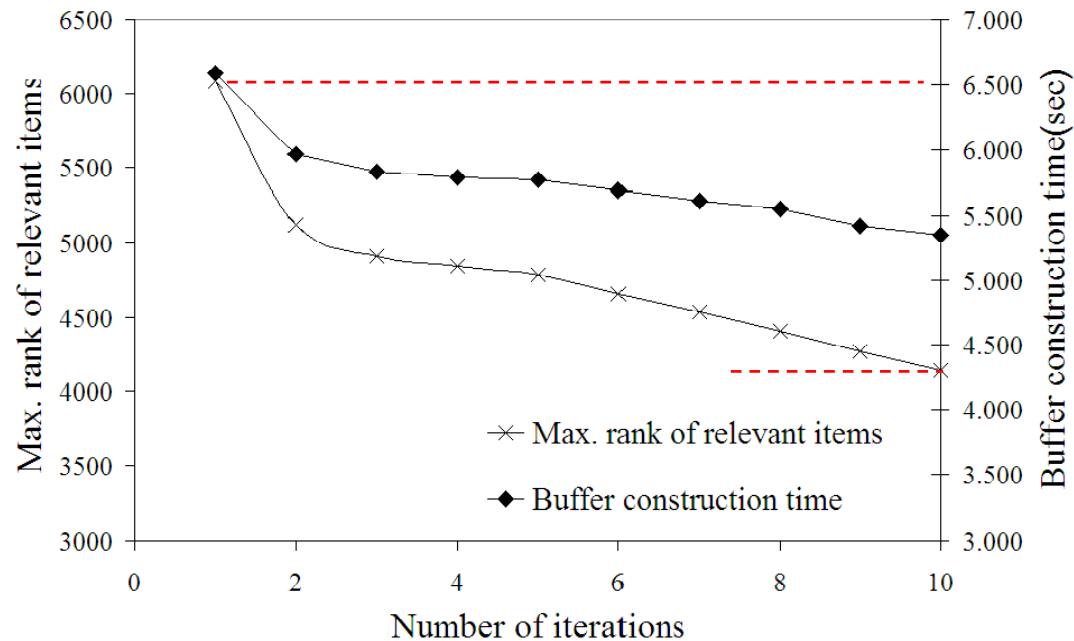 Max. rank of relevant items
6500
6000
5500
5000
4500
4000
3500
3000
7.000
6.500
6.000
5.500
5.000
4.500
4.000
3.500
3.000
Buffer construction time(sec)
Max. rank of relevant items
Buffer construction time
0 2 4 6 8 10
Number of iterations